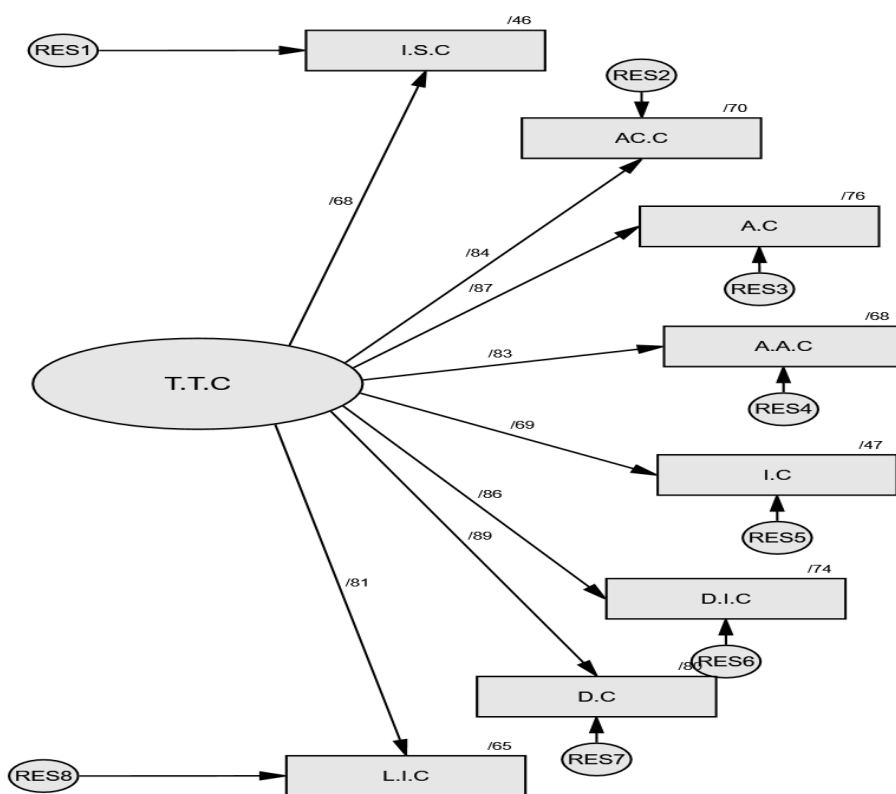 /46
RES1
I.S.C
RES2
/70
AC.C
/68
/76
A.C
/84
/87
RES3
/68
A.A.C
/83
T.T.C
RES4
/69
/47
I.C
/86
/89
RES5
/81
/74
D.I.C
RES6
D.C
/65
RES7
RES8
L.I.C